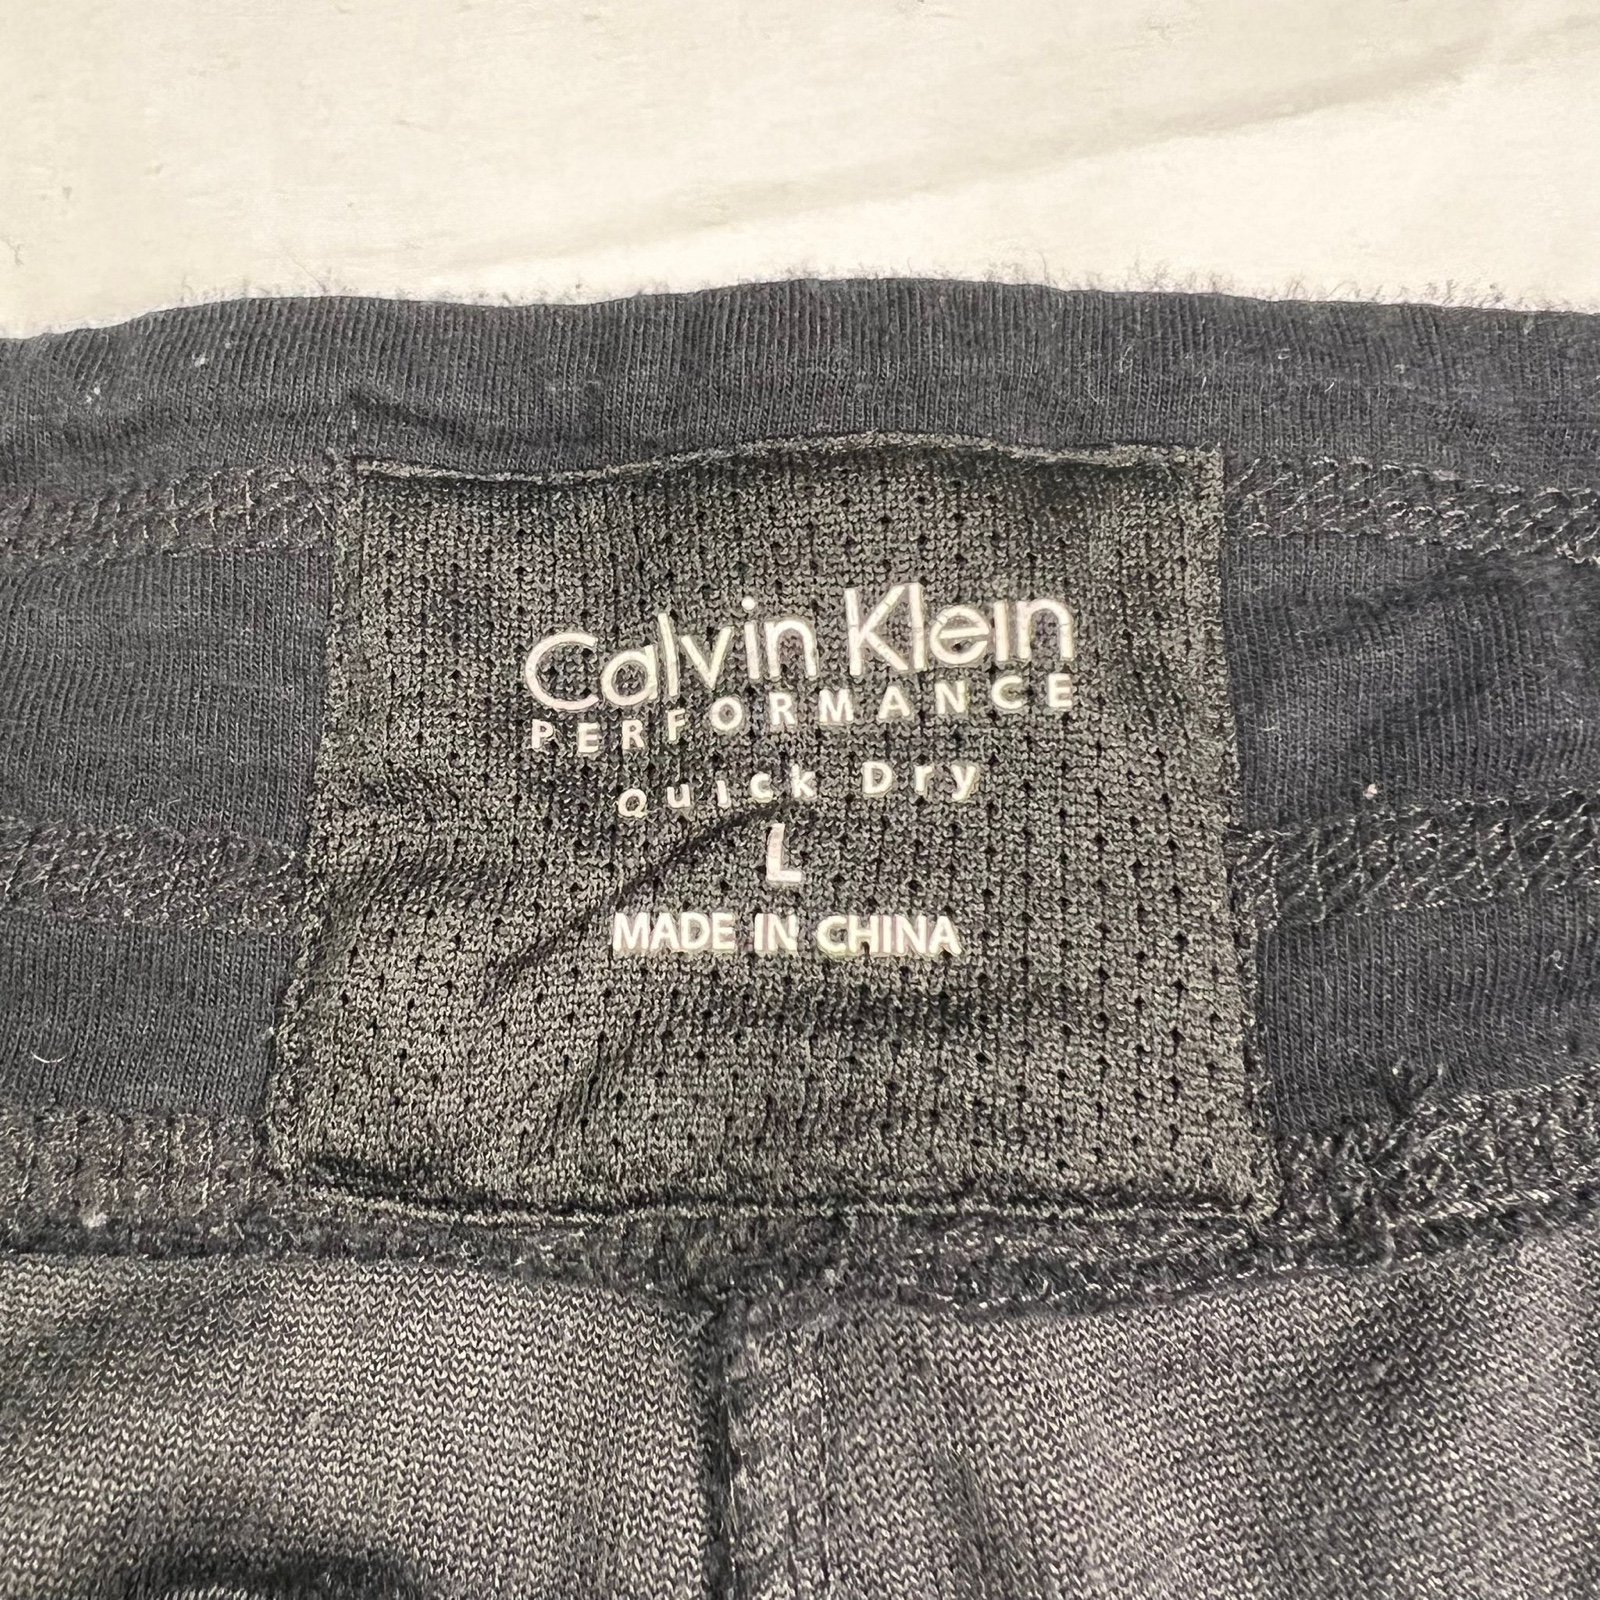 Calvin Klein
PERFORMANCE
Quick Dry
L
MADE IN CHINA